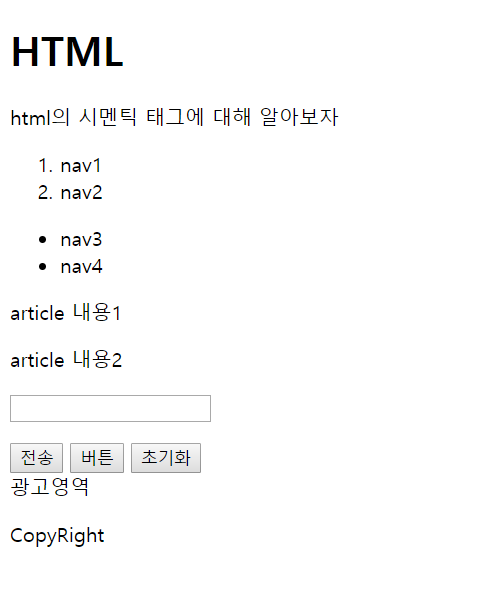 HTML
html의 시멘틱 태그에 대해 알아보자
1. nav1
2. nav2
• nav3
• nav4
article 내용1
article 내용2
전송 버튼 초기화
광고영역
CopyRight